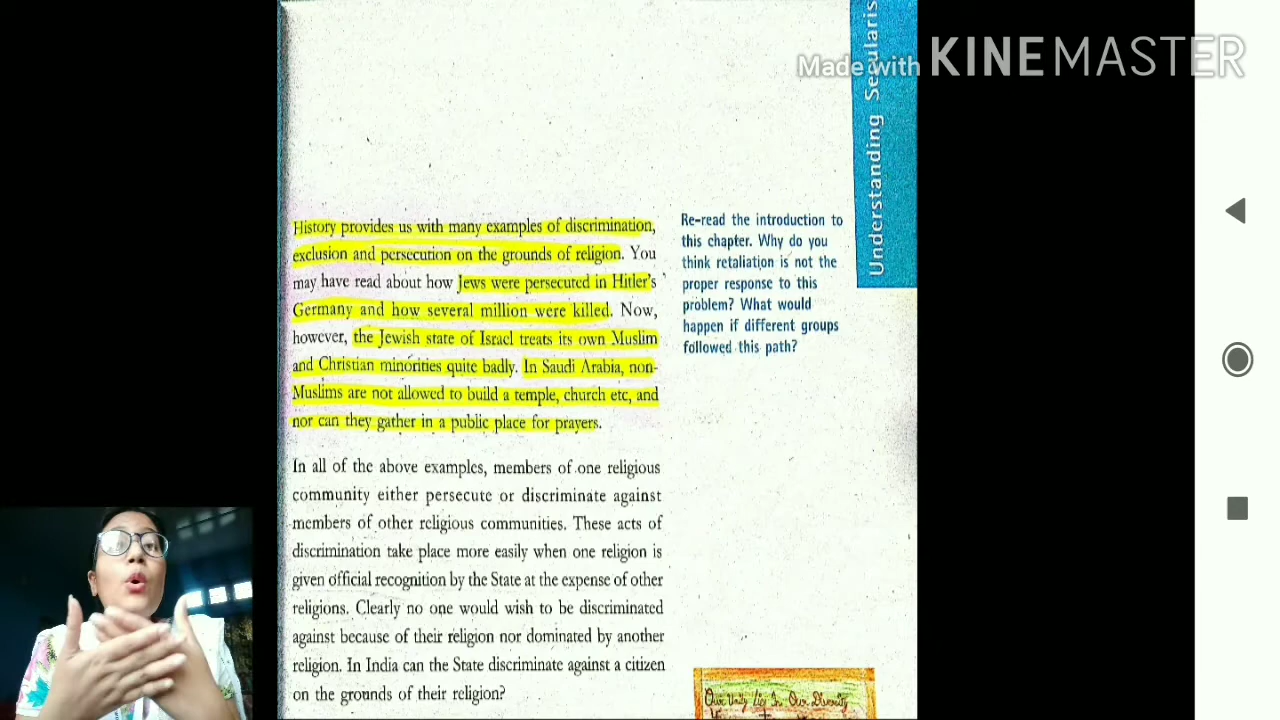 Made with KINEMASTER
Understanding Secularis
History provides us with many examples of discrimination,
exclusion and persecution on the grounds of religion. You
may have read about how Jews were persecuted in Hitler's
Germany and how several million were killed. Now,
however, the Jewish state of Israel treats its own Muslim
and Christian minorities quite badly. In Saudi Arabia, non-
Muslims are not allowed to build a temple, church etc, and
nor can they gather in a public place for prayers.
In all of the above examples, members of one religious
community either persecute or discriminate against
members of other religious communities. These acts of
discrimination take place more easily when one religion is
given official recognition by the State at the expense of other
religions. Clearly no one would wish to be discriminated
against because of their religion nor dominated by another
religion. In India can the State discriminate against a citizen
on the grounds of their religion?
Re-read the introduction to
this chapter. Why do you
think retaliation is not the
proper response to this
problem? What would
happen if different groups
followed this path?
Our Unity Lies In Our Diversity